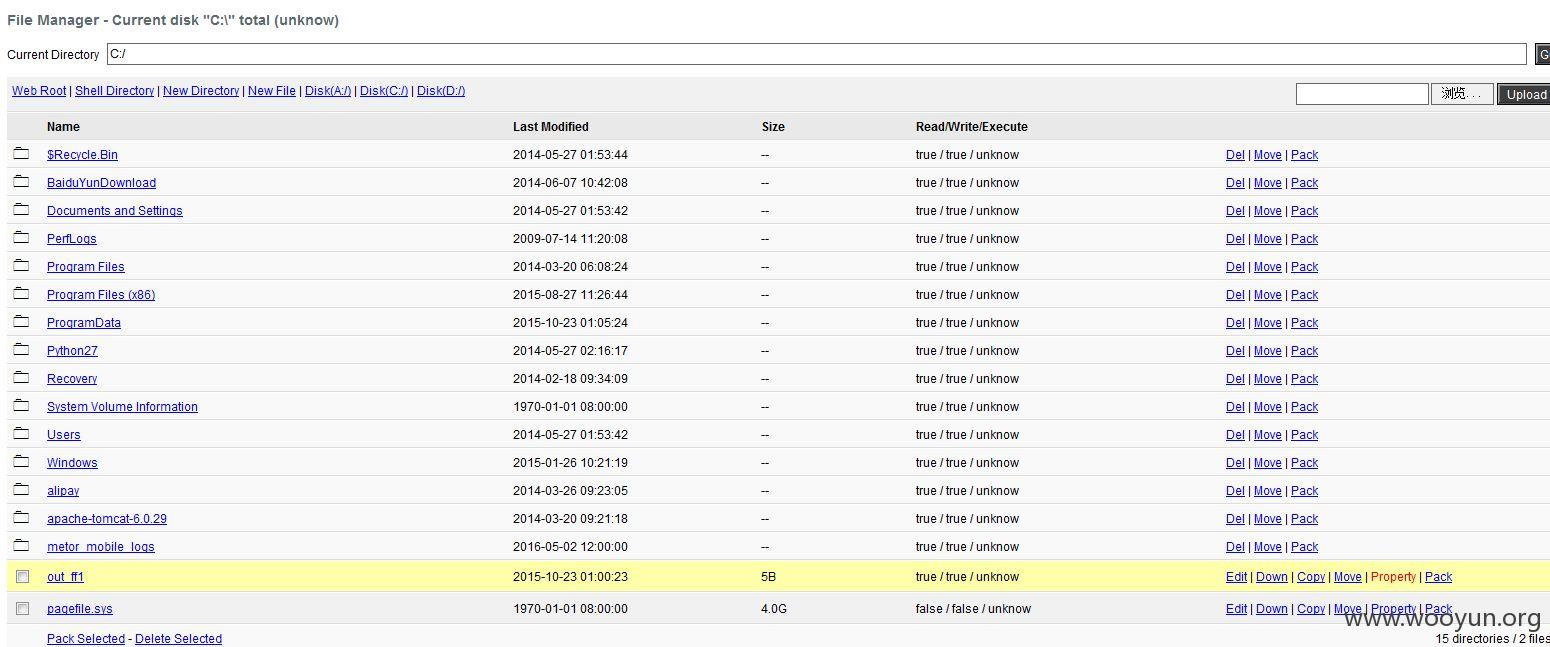 File Manager - Current disk "C:\" total (unknow)
Current Directory C:/ G
Web Root | Shell Directory | New Directory | New File | Disk(A:/) | Disk(C:/) | Disk(D:/) 浏览... Upload
Name Last Modified Size Read/Write/Execute
$Recycle.Bin 2014-05-27 01:53:44 -- true / true / unknow Del | Move | Pack
BaiduYunDownload 2014-06-07 10:42:08 -- true / true / unknow Del | Move | Pack
Documents and Settings 2014-05-27 01:53:42 -- true / true / unknow Del | Move | Pack
PerfLogs 2009-07-14 11:20:08 -- true / true / unknow Del | Move | Pack
Program Files 2014-03-20 06:08:24 -- true / true / unknow Del | Move | Pack
Program Files (x86) 2015-08-27 11:26:44 -- true / true / unknow Del | Move | Pack
ProgramData 2015-10-23 01:05:24 -- true / true / unknow Del | Move | Pack
Python27 2014-05-27 02:16:17 -- true / true / unknow Del | Move | Pack
Recovery 2014-02-18 09:34:09 -- true / true / unknow Del | Move | Pack
System Volume Information 1970-01-01 08:00:00 -- true / true / unknow Del | Move | Pack
Users 2014-05-27 01:53:42 -- true / true / unknow Del | Move | Pack
Windows 2015-01-26 10:21:19 -- true / true / unknow Del | Move | Pack
alipay 2014-03-26 09:23:05 -- true / true / unknow Del | Move | Pack
apache-tomcat-6.0.29 2014-03-20 09:21:18 -- true / true / unknow Del | Move | Pack
metor_mobile_logs 2016-05-02 12:00:00 -- true / true / unknow Del | Move | Pack
out_ff1 2015-10-23 01:00:23 5B true / true / unknow Edit | Down | Copy | Move | Property | Pack
pagefile.sys 1970-01-01 08:00:00 4.0G false / false / unknow Edit | Down | Copy | Move | Property | Pack
www.wooyun.org
Pack Selected - Delete Selected 15 directories / 2 files